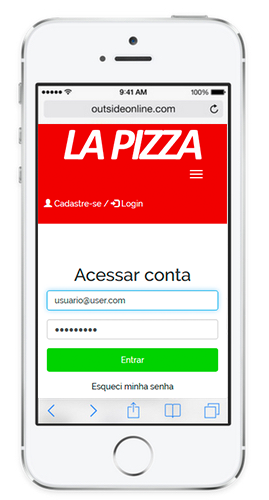 9:41 AM 100%
outsideonline.com
LA PIZZA
Cadastre-se / Login
Acessar conta
usuario@user.com
•••••••••
Entrar
Esqueci minha senha